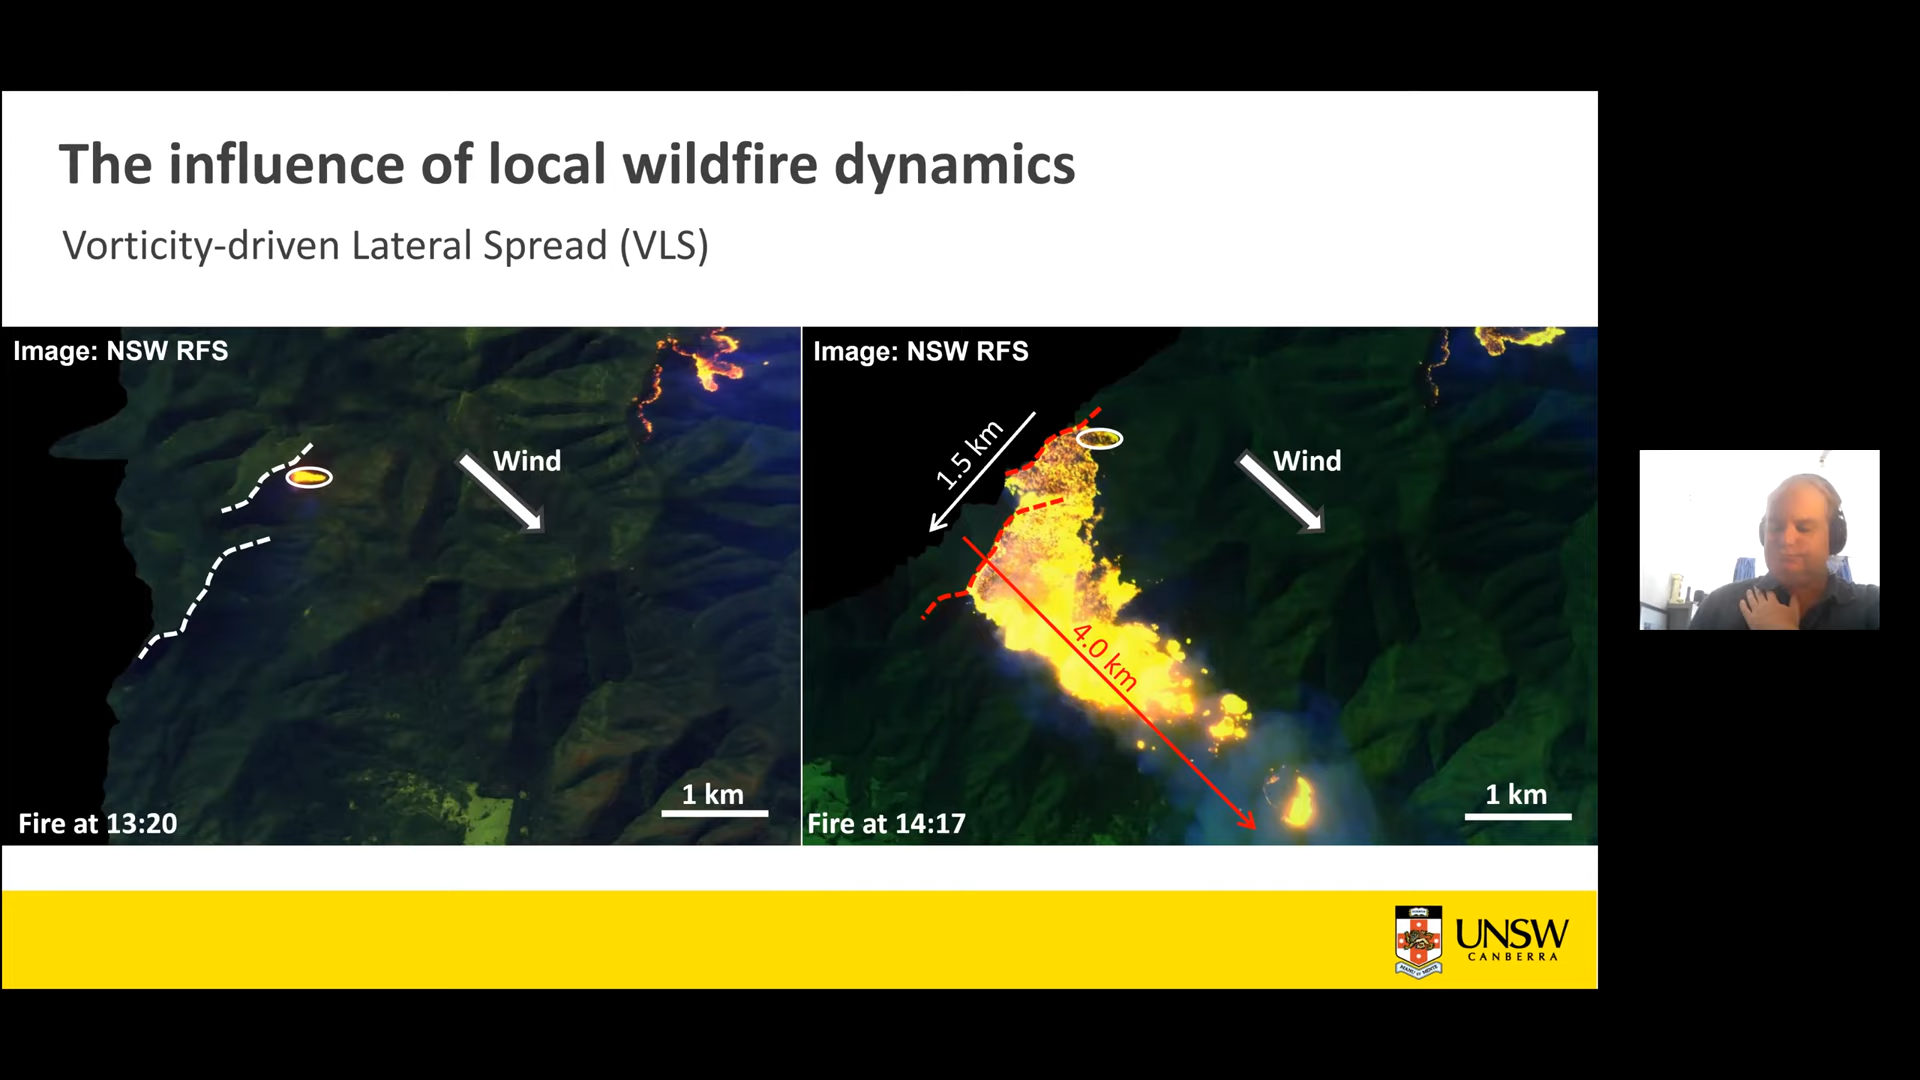 The influence of local wildfire dynamics
Vorticity-driven Lateral Spread (VLS)
Image: NSW RFS
Wind
1 km
Fire at 13:20
Image: NSW RFS
1.5 km
Wind
4.0 km
1 km
Fire at 14:17
UNSW
CANBERRA